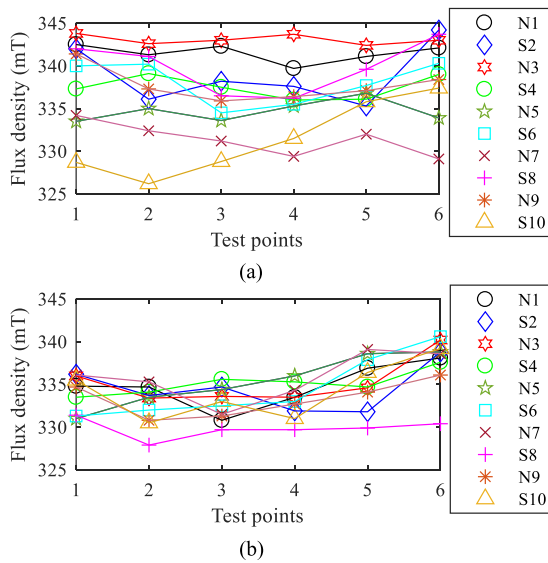 345
340
335
330
325
Flux density (mT)
1 2 3 4 5 6
Test points
N1
S2
N3
S4
N5
S6
N7
S8
N9
S10
(a)
345
340
335
330
325
Flux density (mT)
1 2 3 4 5 6
Test points
N1
S2
N3
S4
N5
S6
N7
S8
N9
S10
(b)